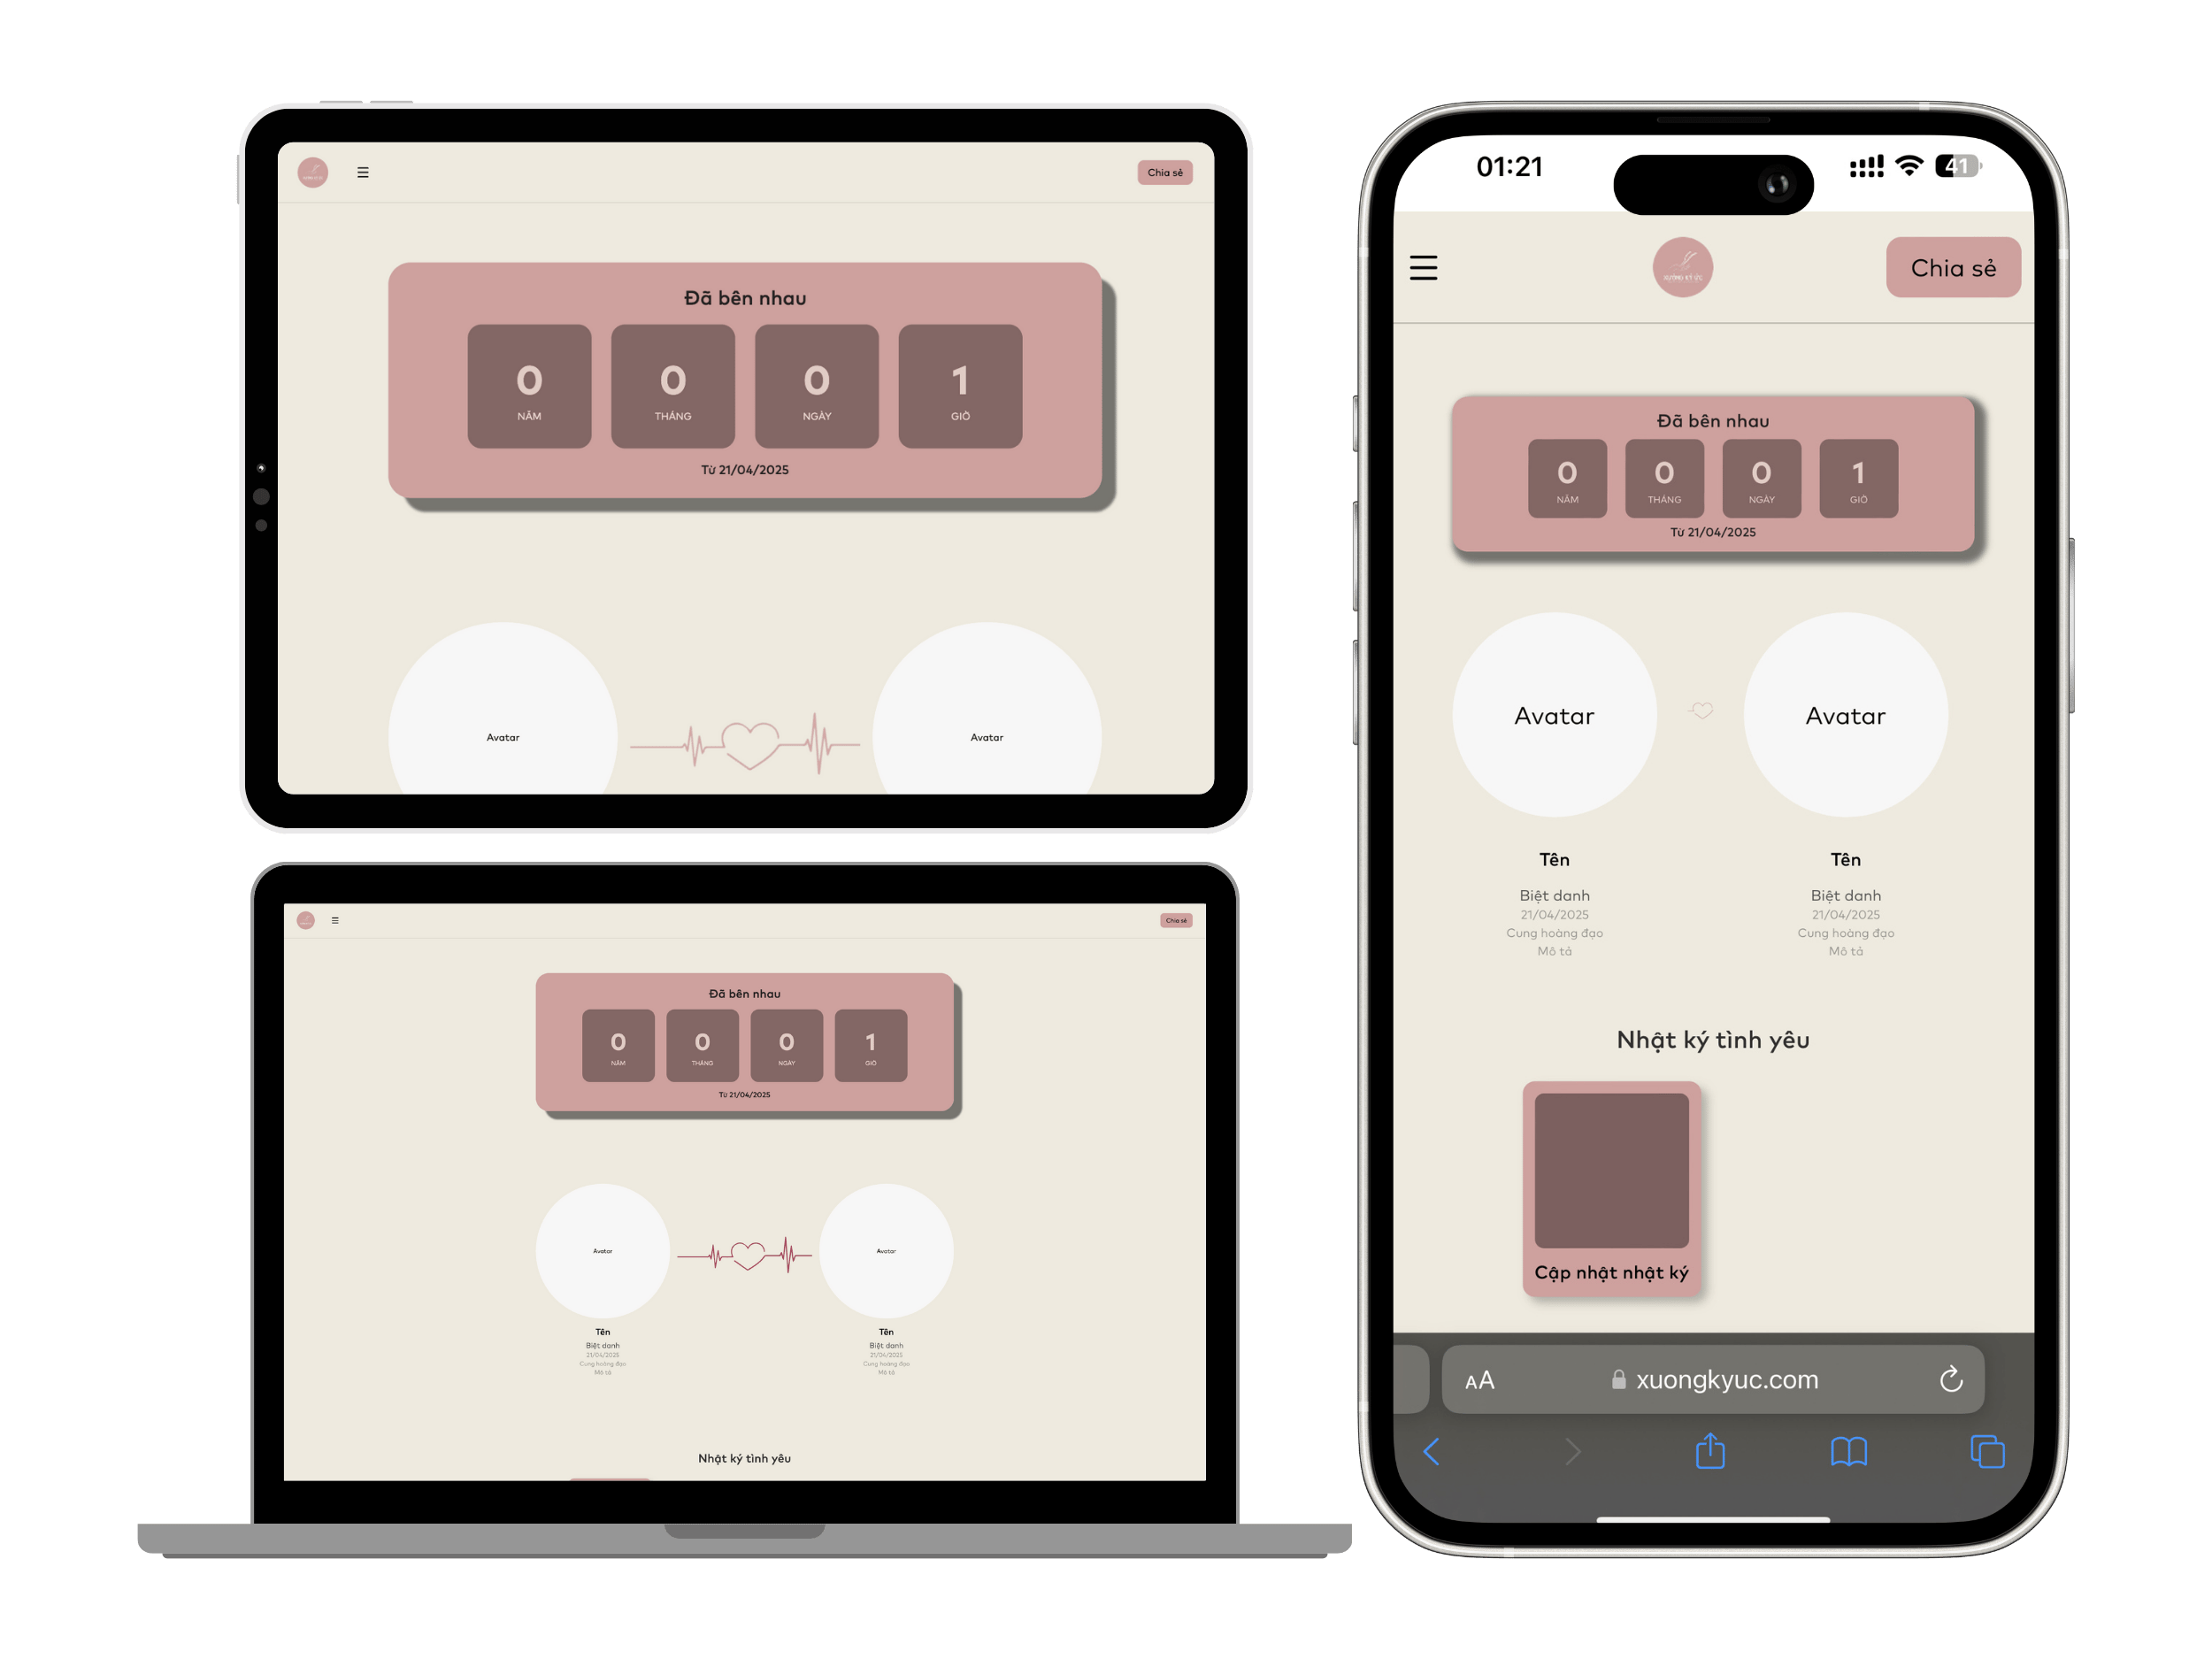 Chia sẻ
Đã bên nhau
0 0 0 1
NĂM THÁNG NGÀY GIỜ
Từ 21/04/2025
Avatar Avatar
Chia sẻ
Đã bên nhau
0 0 0 1
NĂM THÁNG NGÀY GIỜ
Từ 21/04/2025
Avatar Avatar
Tên Tên
Biệt danh Biệt danh
21/04/2025 21/04/2025
Cung hoàng đạo Cung hoàng đạo
Mô tả Mô tả
Nhật ký tình yêu
01:21 41
XƯỞNG KÝ ỨC
Chia sẻ
Đã bên nhau
0 0 0 1
NĂM THÁNG NGÀY GIỜ
Từ 21/04/2025
Avatar Avatar
Tên Tên
Biệt danh Biệt danh
21/04/2025 21/04/2025
Cung hoàng đạo Cung hoàng đạo
Mô tả Mô tả
Nhật ký tình yêu
Cập nhật nhật ký
AA xuongkyuc.com